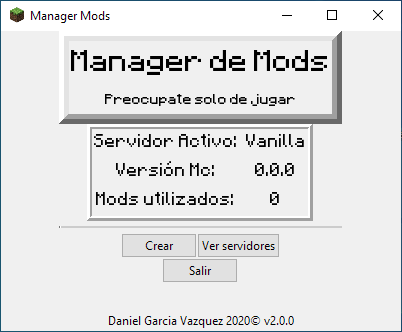 Manager Mods
Manager de Mods
Preocupate solo de jugar
Servidor Activo: Vanilla
Versión Mc: 0.0.0
Mods utilizados: 0
Crear Ver servidores
Salir
Daniel Garcia Vazquez 2020© v2.0.0